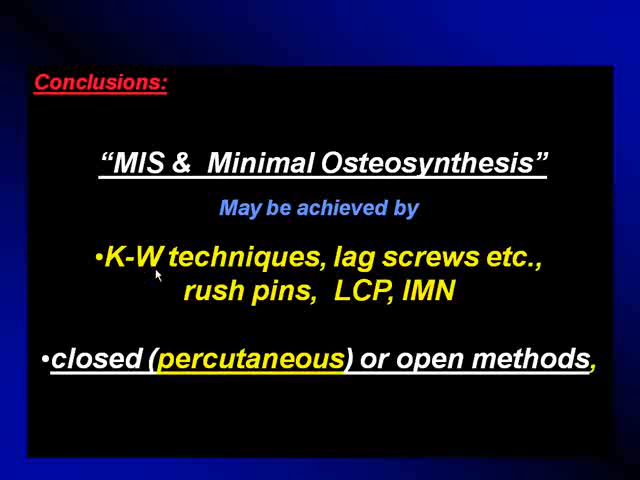 Conclusions:
“MIS & Minimal Osteosynthesis”
May be achieved by
•K-W techniques, lag screws etc.,
rush pins, LCP, IMN
•closed (percutaneous) or open methods,